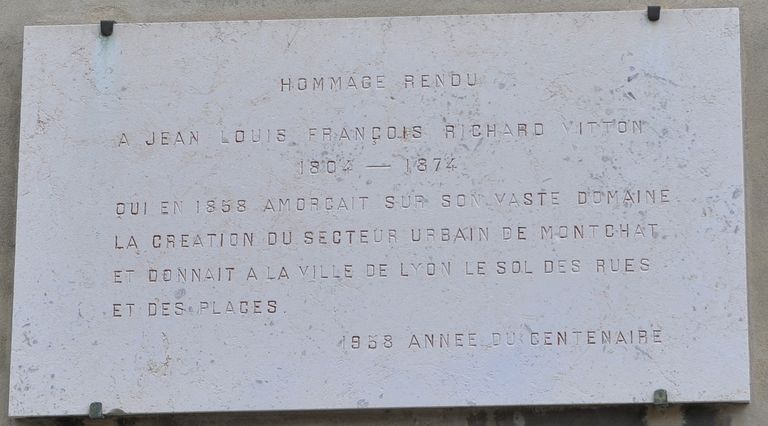 HOMMAGE RENDU
A JEAN LOUIS FRANÇOIS RICHARD VITTON
1804 — 1874
QUI EN 1858 AMORCAIT SUR SON VASTE DOMAINE
LA CREATION DU SECTEUR URBAIN DE MONTCHAT
ET DONNAIT A LA VILLE DE LYON LE SOL DES RUES
ET DES PLACES.
1958 ANNEE DU CENTENAIRE